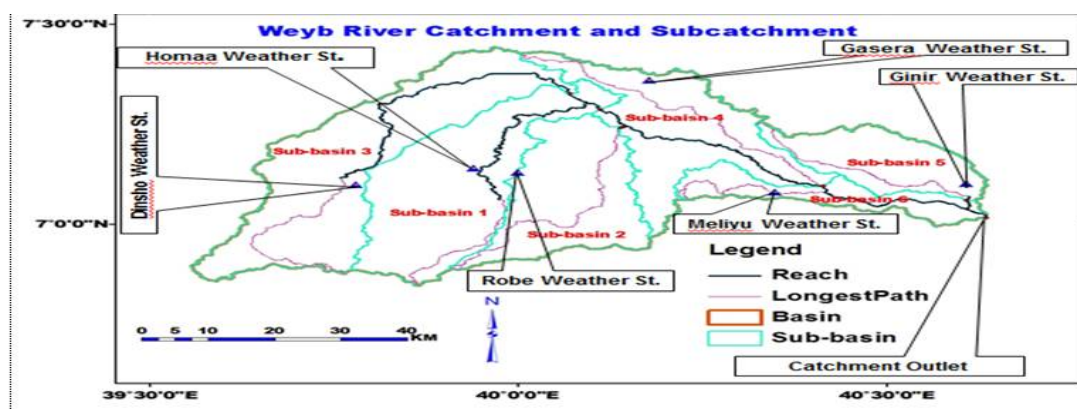 7°30'0"N
Weyb River Catchment and Subcatchment
Homaa Weather St.
Gasera Weather St.
Ginir Weather St.
Dinsho Weather St.
Sub-baisn 4
Sub-basin 3
Sub-basin 5
Sub-basin 1
Sub-basin 6
7°0'0"N
Sub-basin 2
Meliyu Weather St.
Robe Weather St.
Legend
Reach
LongestPath
Basin
Sub-basin
N
0 5 10 20 30 40
KM
Catchment Outlet
39°30'0"E
40°0'0"E
40°30'0"E